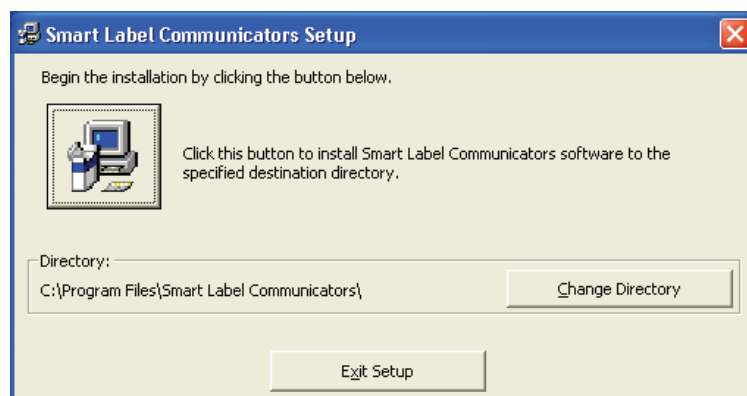 Smart Label Communicators Setup
Begin the installation by clicking the button below.
Click this button to install Smart Label Communicators software to the
specified destination directory.
Directory:
C:\Program Files\Smart Label Communicators\
Change Directory
Exit Setup